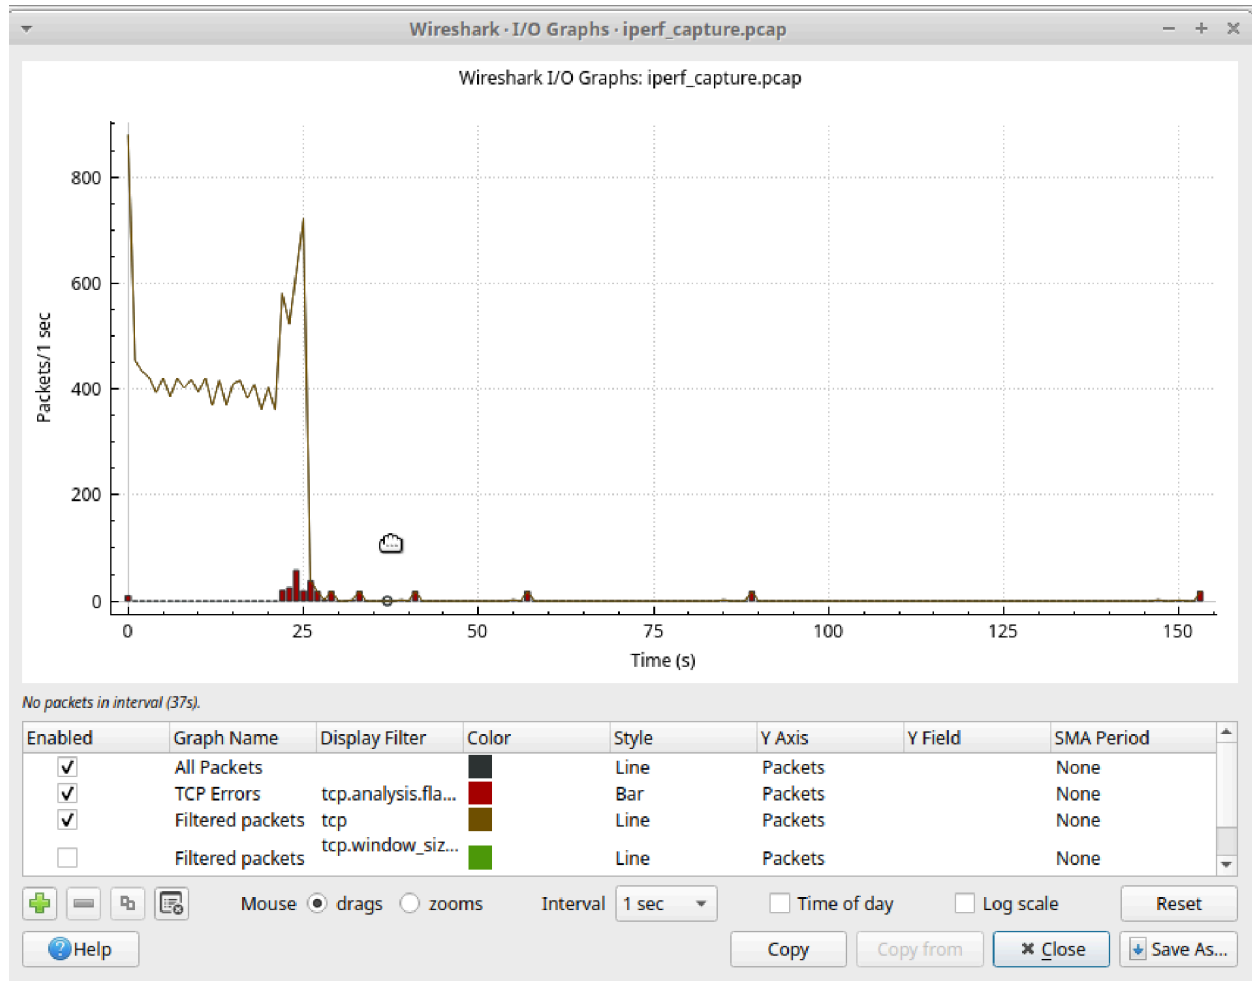 Wireshark · I/O Graphs · iperf_capture.pcap
Wireshark I/O Graphs: iperf_capture.pcap
800
600
400
200
0
Packets/1 sec
0 25 50 75 100 125 150
Time (s)
No packets in interval (37s).
Enabled Graph Name Display Filter Color Style Y Axis Y Field SMA Period
All Packets Line Packets None
TCP Errors tcp.analysis.fla... Bar Packets None
Filtered packets tcp Line Packets None
Filtered packets tcp.window_siz... Line Packets None
Mouse drags zooms Interval 1 sec Time of day Log scale Reset
Help Copy Copy from Close Save As...